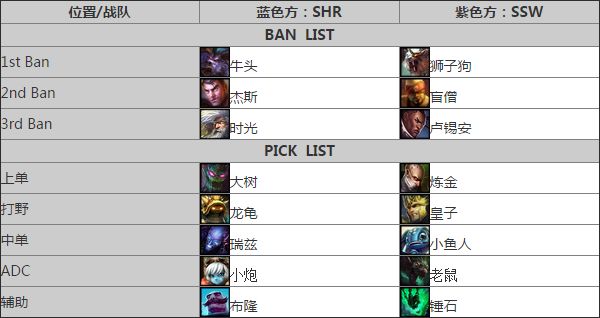 位置/战队 蓝色方：SHR 紫色方：SSW
BAN LIST
1st Ban 牛头 狮子狗
2nd Ban 杰斯 盲僧
3rd Ban 时光 卢锡安
PICK LIST
上单 大树 炼金
打野 龙龟 皇子
中单 瑞兹 小鱼人
ADC 小炮 老鼠
辅助 布隆 锤石